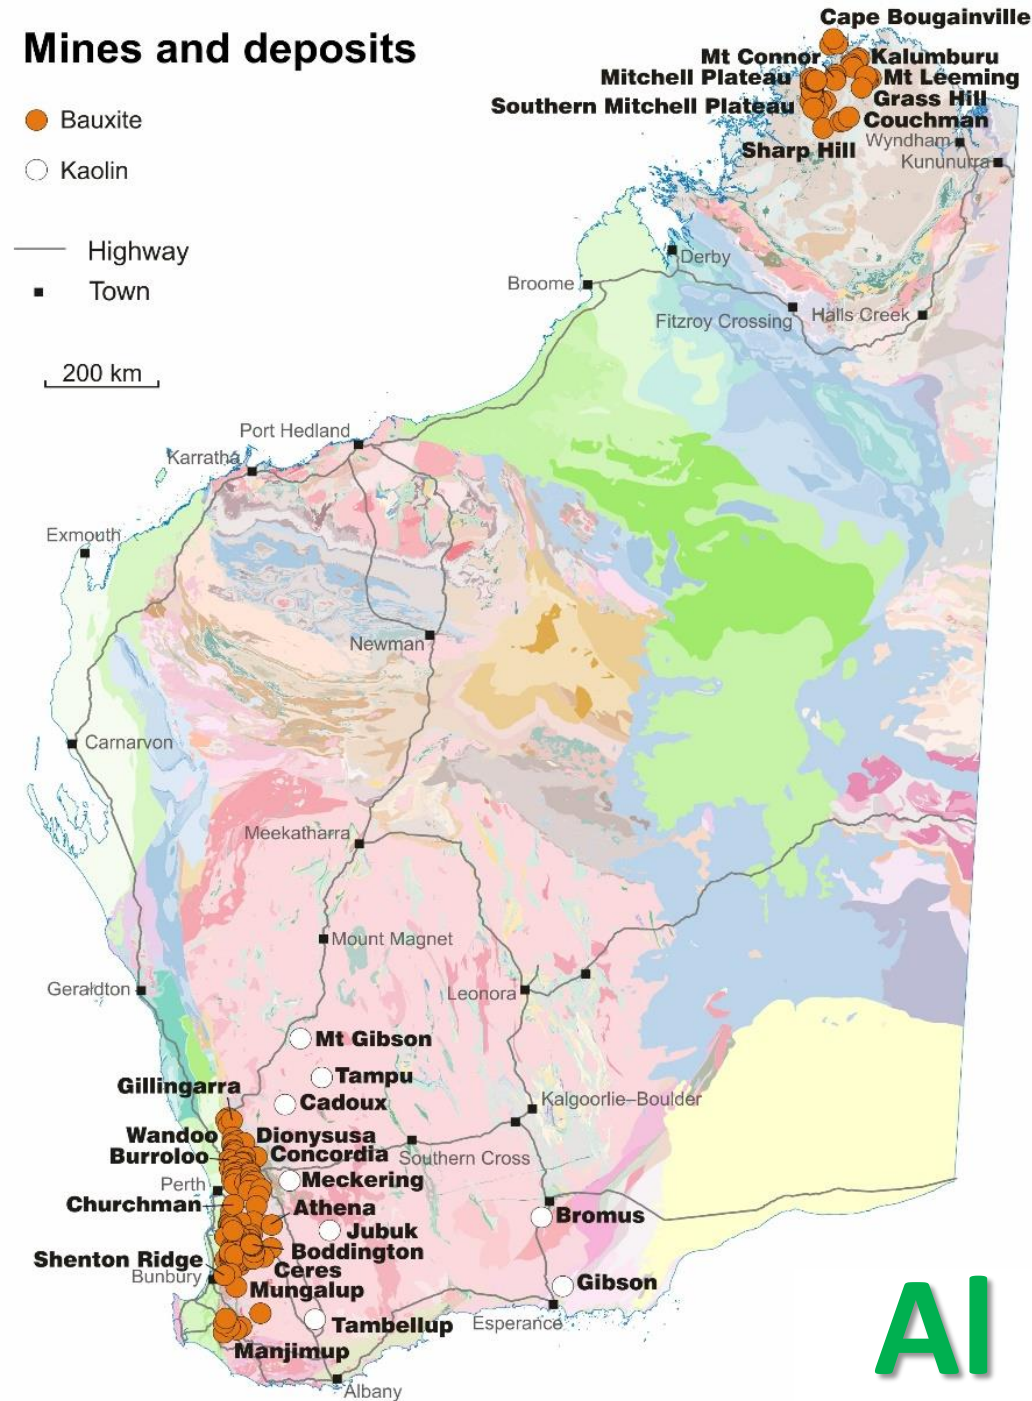 Mines and deposits
Bauxite
Kaolin
Highway
Town
200 km
Cape Bougainville
Mt Connor
Kalumburu
Mitchell Plateau
Mt Leeming
Southern Mitchell Plateau
Grass Hill
Couchman
Sharp Hill
Wyndham
Kununurra
Derby
Broome
Fitzroy Crossing
Halls Creek
Port Hedland
Karratha
Exmouth
Newman
Carnarvon
Meekatharra
Mount Magnet
Geraldton
Leonora
Mt Gibson
Tampu
Gillingarra
Cadoux
Kalgoorlie–Boulder
Wandoo
Dionysusa
Burroloo
Concordia
Southern Cross
Perth
Meckering
Churchman
Athena
Bromus
Jubuk
Boddington
Shenton Ridge
Ceres
Bunbury
Mungalup
Gibson
Tambellup
Esperance
Manjimup
Albany
Al